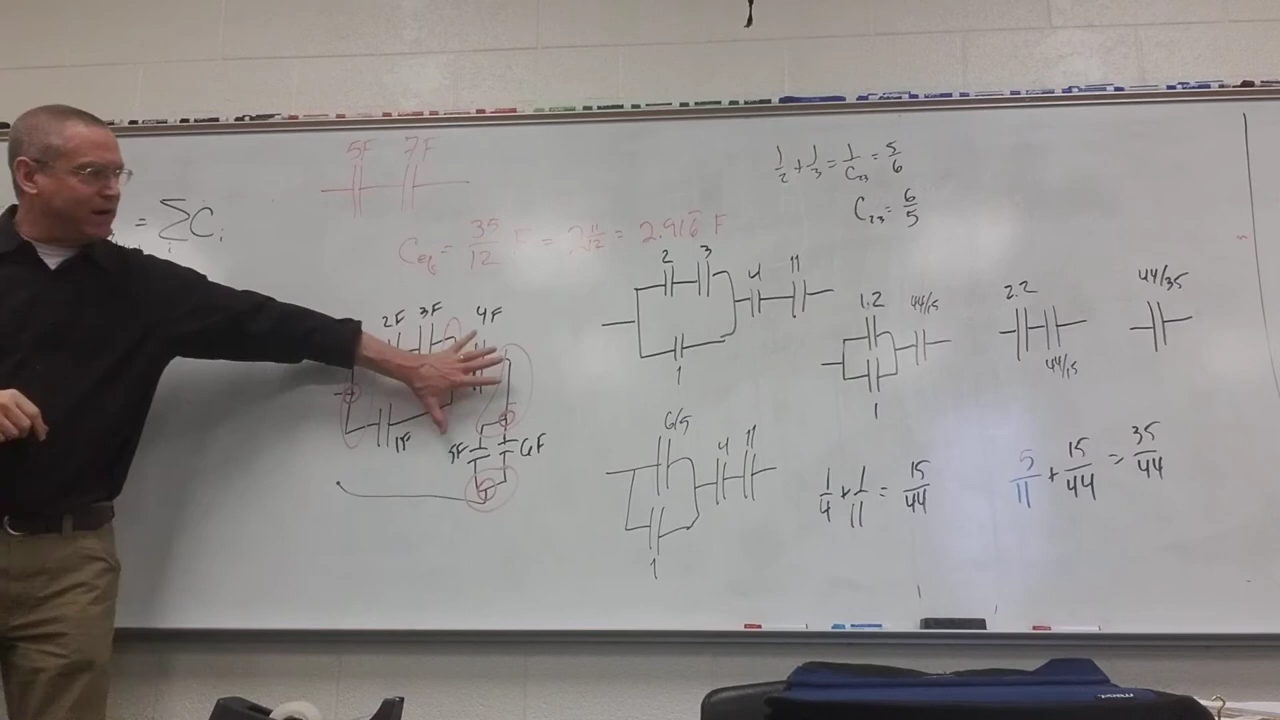 5F 7F
= ∑ C_i
i
C_eq = 35/12 F = 2 11/12 = 2.916̄ F
1/2 + 1/3 = 1/C₂₃ = 5/6
C₂₃ = 6/5
2F 3F 4F
1F 5F 6F
2 3 4 11
1
1.2 44/15
1
2.2
44/15
44/35
6/5 4 11
1
1/4 + 1/11 = 15/44
5/11 + 15/44 = 35/44